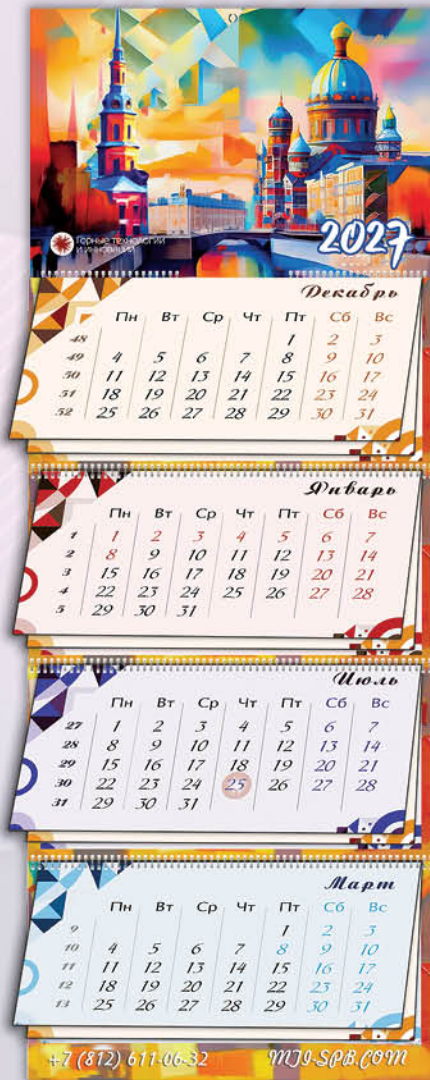 2027
Горные технологии
и инновации
Декабрь
Пн Вт Ср Чт Пт Сб Вс
48 1 2 3
49 4 5 6 7 8 9 10
50 11 12 13 14 15 16 17
51 18 19 20 21 22 23 24
52 25 26 27 28 29 30 31
Январь
Пн Вт Ср Чт Пт Сб Вс
1 1 2 3 4 5 6 7
2 8 9 10 11 12 13 14
3 15 16 17 18 19 20 21
4 22 23 24 25 26 27 28
5 29 30 31
Июль
Пн Вт Ср Чт Пт Сб Вс
27 1 2 3 4 5 6 7
28 8 9 10 11 12 13 14
29 15 16 17 18 19 20 21
30 22 23 24 25 26 27 28
31 29 30 31
Март
Пн Вт Ср Чт Пт Сб Вс
9 1 2 3
10 4 5 6 7 8 9 10
11 11 12 13 14 15 16 17
12 18 19 20 21 22 23 24
13 25 26 27 28 29 30 31
+7 (812) 611-06-32 MTI-SPB.COM